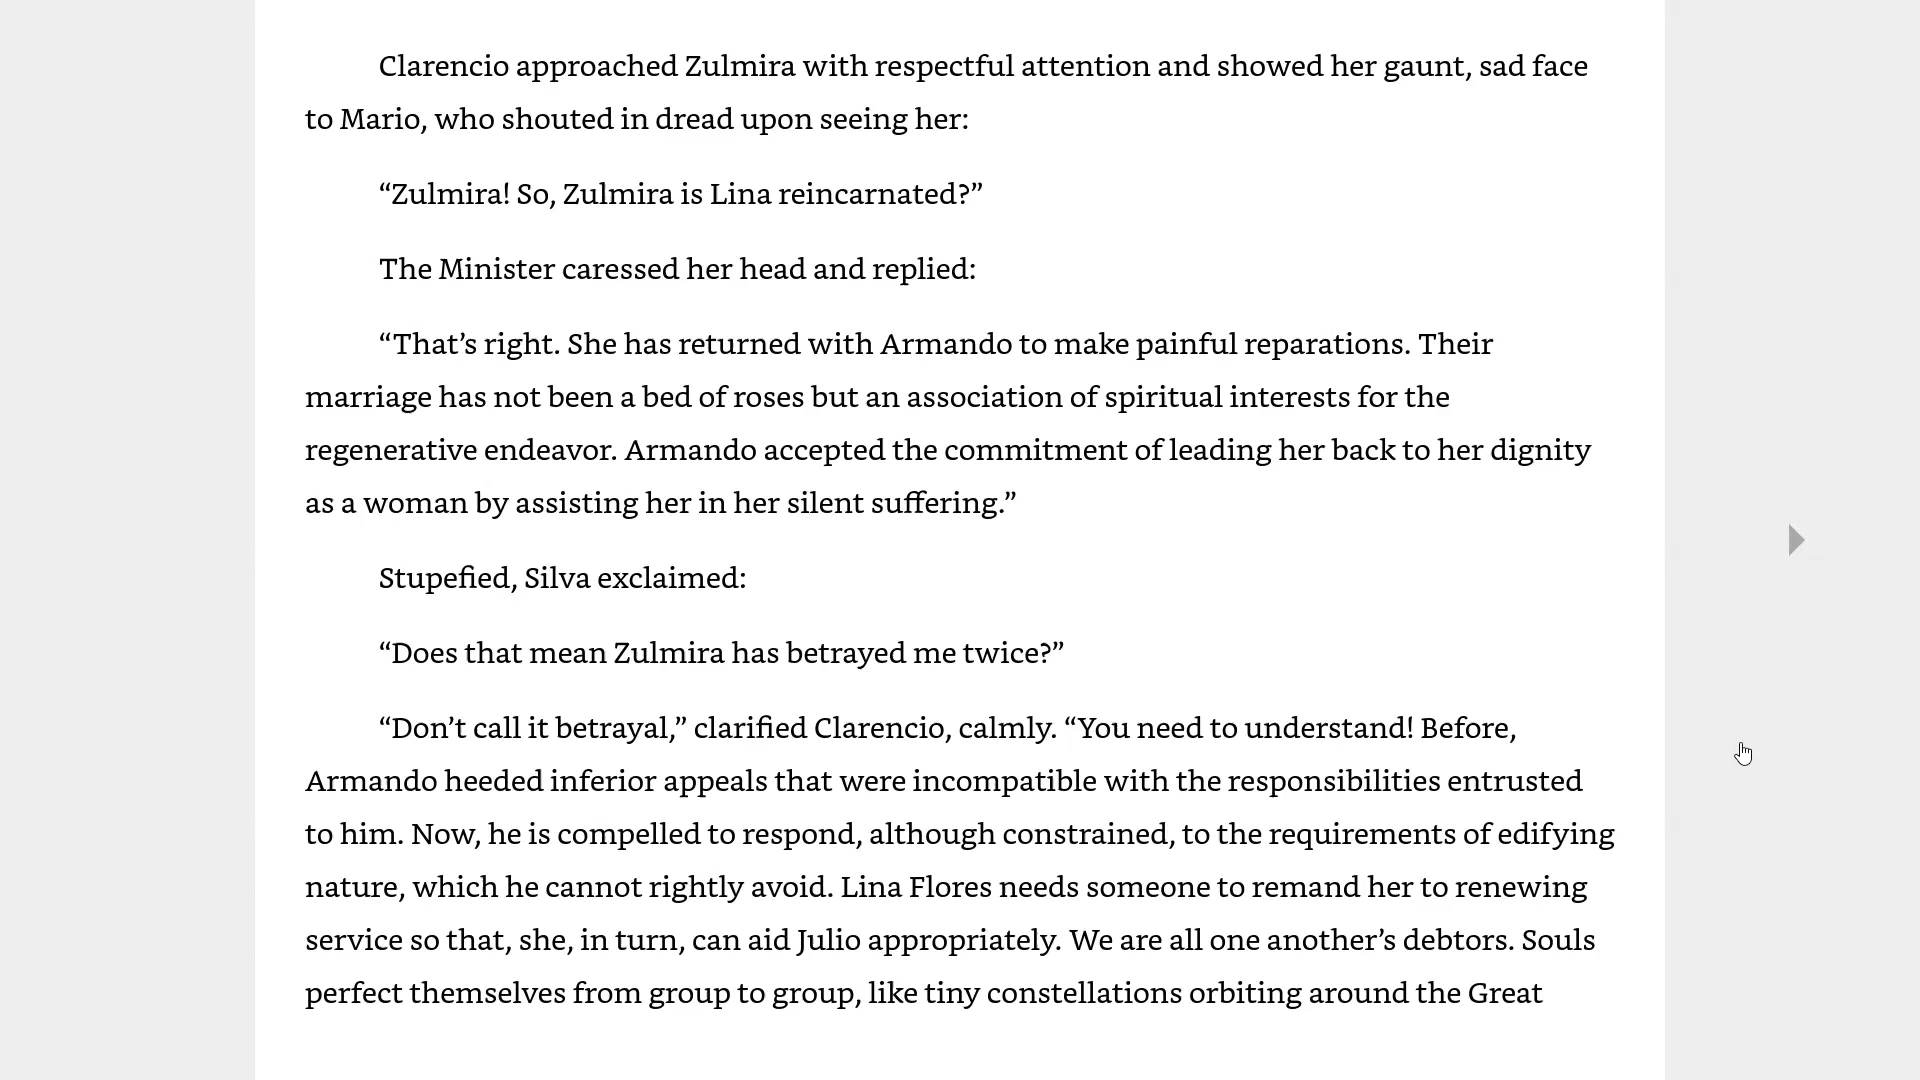 Clarencio approached Zulmira with respectful attention and showed her gaunt, sad face
to Mario, who shouted in dread upon seeing her:
“Zulmira! So, Zulmira is Lina reincarnated?”
The Minister caressed her head and replied:
“That’s right. She has returned with Armando to make painful reparations. Their
marriage has not been a bed of roses but an association of spiritual interests for the
regenerative endeavor. Armando accepted the commitment of leading her back to her dignity
as a woman by assisting her in her silent suffering.”
Stupefied, Silva exclaimed:
“Does that mean Zulmira has betrayed me twice?”
“Don’t call it betrayal,” clarified Clarencio, calmly. “You need to understand! Before,
Armando heeded inferior appeals that were incompatible with the responsibilities entrusted
to him. Now, he is compelled to respond, although constrained, to the requirements of edifying
nature, which he cannot rightly avoid. Lina Flores needs someone to remand her to renewing
service so that, she, in turn, can aid Julio appropriately. We are all one another’s debtors. Souls
perfect themselves from group to group, like tiny constellations orbiting around the Great